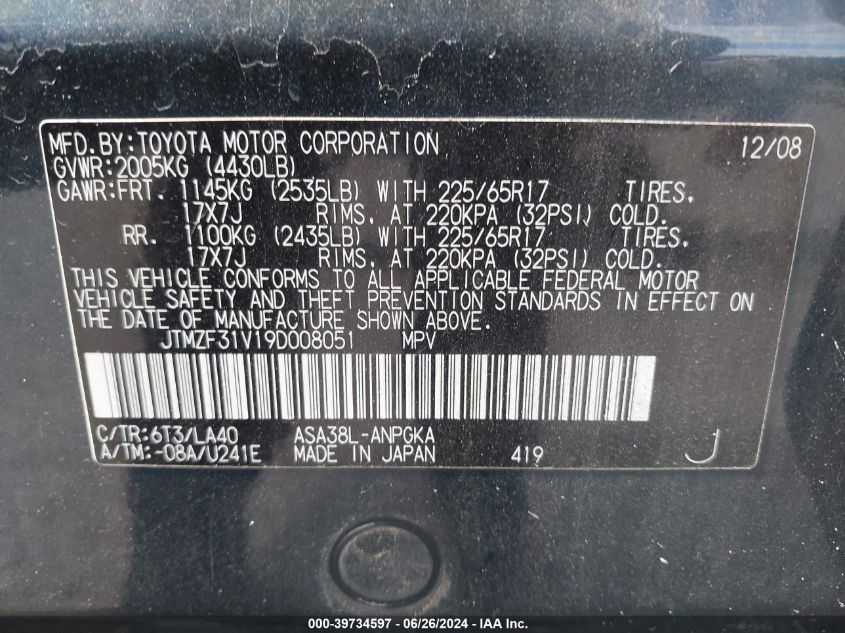 MFD.BY:TOYOTA MOTOR CORPORATION 12/08
GVWR:2005KG (4430LB)
GAWR:FRT. 1145KG (2535LB) WITH 225/65R17 TIRES,
17X7J RIMS, AT 220KPA (32PSI) COLD.
RR. 1100KG (2435LB) WITH 225/65R17 TIRES,
17X7J RIMS, AT 220KPA (32PSI) COLD.
THIS VEHICLE CONFORMS TO ALL APPLICABLE FEDERAL MOTOR
VEHICLE SAFETY AND THEFT PREVENTION STANDARDS IN EFFECT ON
THE DATE OF MANUFACTURE SHOWN ABOVE.
JTMZF31V19D008051 MPV
C/TR:6T3/LA40 ASA38L-ANPGKA
A/TM:-08A/U241E MADE IN JAPAN 419 J
000-39734597 - 06/26/2024 - IAA Inc.